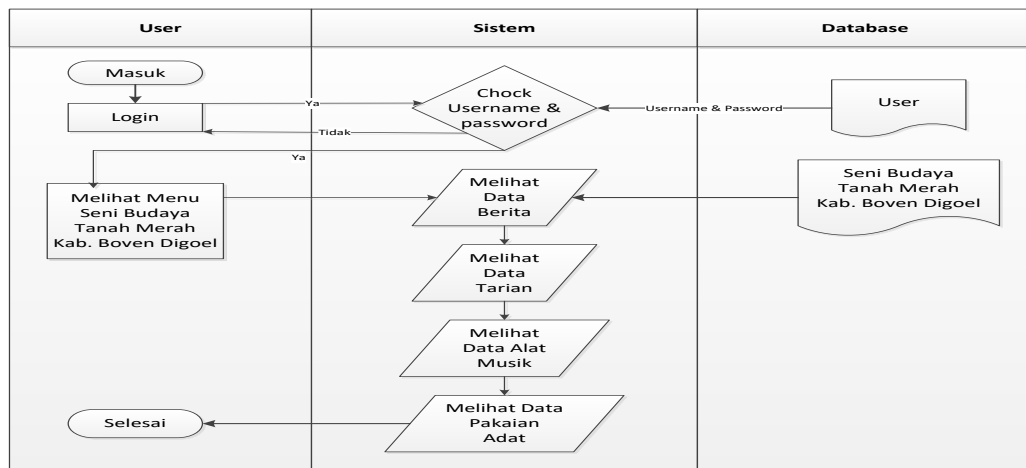 User
Sistem
Database
Masuk
Login
Ya
Tidak
Chock
Username &
password
Username & Password
User
Ya
Melihat Menu
Seni Budaya
Tanah Merah
Kab. Boven Digoel
Melihat
Data
Berita
Seni Budaya
Tanah Merah
Kab. Boven Digoel
Melihat
Data
Tarian
Melihat
Data Alat
Musik
Melihat Data
Pakaian
Adat
Selesai